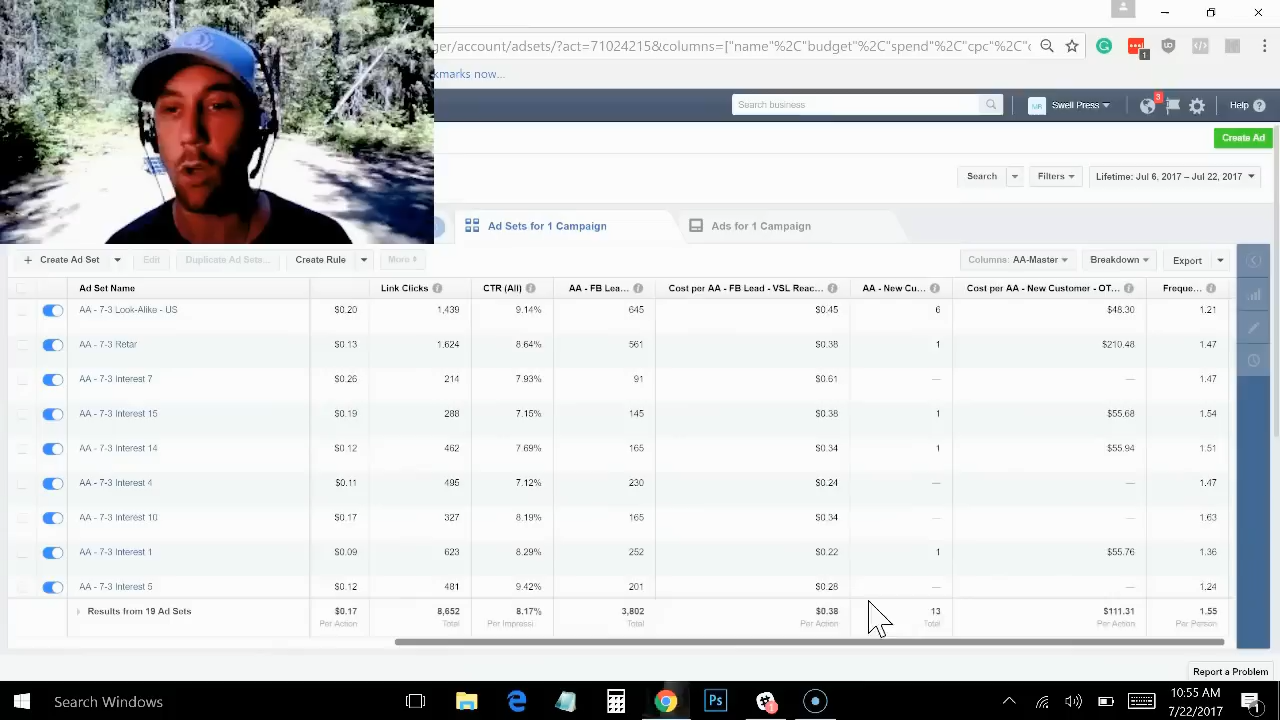 ger/account/adsets/?act=71024215&columns=["name"%2C"budget"%2C"spend"%2C"cpc"%2C"c
1
kmarks now...
Search business
Swell Press
3
Help
Create Ad
Search
Filters
Lifetime: Jul 6, 2017 – Jul 22, 2017
Ad Sets for 1 Campaign
Ads for 1 Campaign
+ Create Ad Set
Edit
Duplicate Ad Sets...
Create Rule
More
Columns: AA-Master
Breakdown
Export
Ad Set Name Link Clicks CTR (All) AA - FB Lea... Cost per AA - FB Lead - VSL Reac... AA - New Cu... Cost per AA - New Customer - OT... Freque...
AA - 7-3 Look-Alike - US $0.20 1,439 9.14% 645 $0.45 6 $48.30 1.21
AA - 7-3 Retar $0.13 1,624 8.64% 561 $0.38 1 $210.48 1.47
AA - 7-3 Interest 7 $0.26 214 7.93% 91 $0.61 — — 1.47
AA - 7-3 Interest 15 $0.19 288 7.15% 145 $0.38 1 $55.68 1.54
AA - 7-3 Interest 14 $0.12 462 7.69% 165 $0.34 1 $55.94 1.51
AA - 7-3 Interest 4 $0.11 495 7.12% 230 $0.24 — — 1.47
AA - 7-3 Interest 10 $0.17 327 8.19% 165 $0.34 — — 1.63
AA - 7-3 Interest 1 $0.09 623 8.29% 252 $0.22 1 $55.76 1.36
AA - 7-3 Interest 5 $0.12 481 9.42% 201 $0.28 — — 1.24
Results from 19 Ad Sets $0.17 8,652 8.17% 3,802 $0.38 13 $111.31 1.55
Per Action Total Per Impressi Total Per Action Total Per Action Per Person
Report a Problem
Search Windows
Ps
1
10:55 AM
7/22/2017